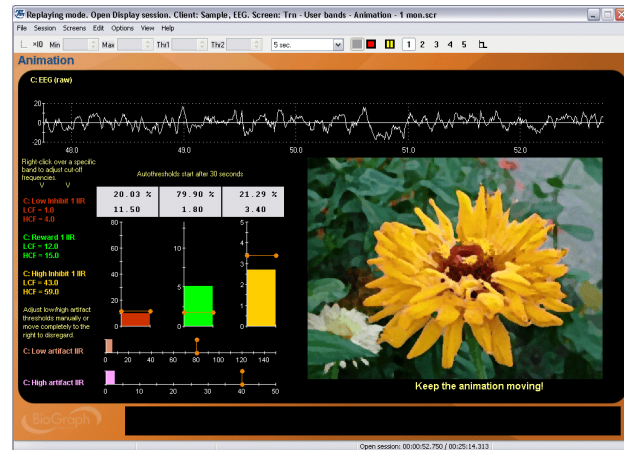 Replaying mode. Open Display session. Client: Sample, EEG. Screen: Trn - User bands - Animation - 1 mon.scr
File Session Screens Edit Options View Help
×10 Min Max Thr1 Thr2 5 sec. 1 2 3 4 5
Animation
C: EEG (raw)
20
0
-20
48.0 49.0 50.0 51.0 52.0
Right-click over a specific
band to adjust cut-off
frequencies.
V V
Autothresholds start after 30 seconds
20.03 % 79.90 % 21.29 %
11.50 1.80 3.40
C: Low Inhibit 1 IIR
LCF = 1.0
HCF = 4.0
C: Reward 1 IIR
LCF = 12.0
HCF = 15.0
C: High Inhibit 1 IIR
LCF = 43.0
HCF = 59.0
80
60
40
20
0
10
5
0
5
4
3
2
1
0
Adjust low/high artifact
thresholds manually or
move completely to the
right to disregard.
C: Low artifact IIR
0 20 40 60 80 100 120 150
C: High artifact IIR
0 10 20 30 40 50
Keep the animation moving!
BioGraph
Open session: 00:00:52.750 / 00:25:14.313